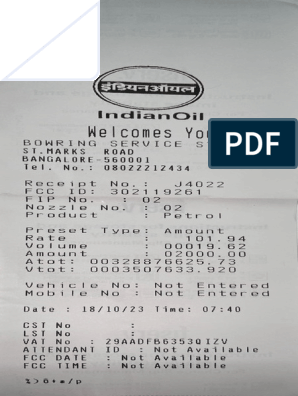 इंडियनऑयल
IndianOil
Welcomes You
BOWRING SERVICE S
ST.MARKS ROAD
BANGALORE-560001
Tel. No.: 08022212434
Receipt No.: J4022
FCC ID: 302119261
FIP No. : 02
Nozzle No.: 02
Product : Petrol
Preset Type: Amount
Rate : 101.94
Volume : 00019.62
Amount : 02000.00
Atot: 00328876625.73
Vtot: 0003507633.920
Vehicle No: Not Entered
Mobile No : Not Entered
Date : 18/10/23 Time: 07:40
CST No :
LST No :
VAT No : 29AADFB6353Q1ZV
ATTENDANT ID : Not Available
FCC DATE : Not Available
FCC TIME : Not Available
PDF